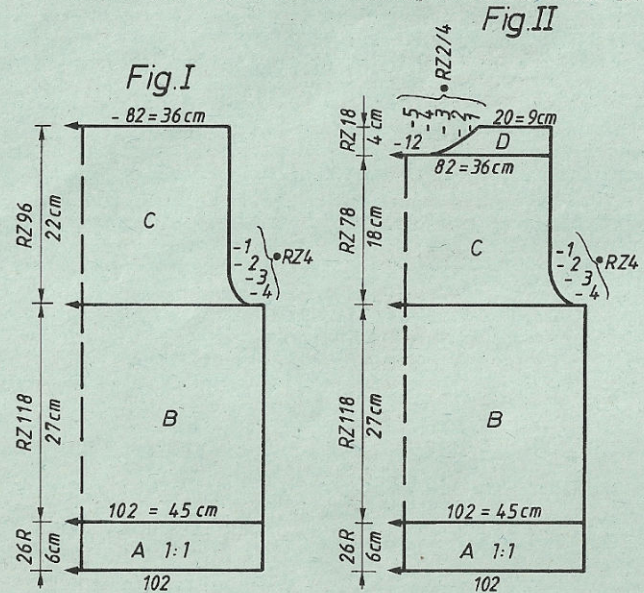 Fig.I
- 82 = 36 cm
RZ96
22cm
C
-1
-2
-3
-4
•RZ4
RZ118
27cm
B
102 = 45 cm
26R
6cm
A 1:1
102
Fig.II
•RZ2/4
-5
-4
-3
-2
-1
20 = 9cm
RZ18
4 cm
-12
D
82 = 36cm
RZ78
18cm
C
-1
-2
-3
-4
•RZ4
RZ118
27cm
B
102 = 45cm
26R
6cm
A 1:1
102